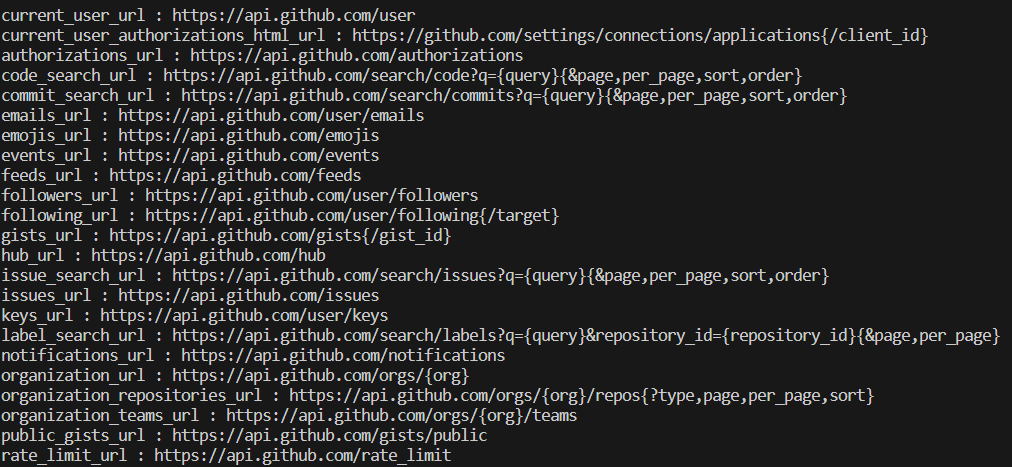 current_user_url : https://api.github.com/user
current_user_authorizations_html_url : https://github.com/settings/connections/applications{/client_id}
authorizations_url : https://api.github.com/authorizations
code_search_url : https://api.github.com/search/code?q={query}{&page,per_page,sort,order}
commit_search_url : https://api.github.com/search/commits?q={query}{&page,per_page,sort,order}
emails_url : https://api.github.com/user/emails
emojis_url : https://api.github.com/emojis
events_url : https://api.github.com/events
feeds_url : https://api.github.com/feeds
followers_url : https://api.github.com/user/followers
following_url : https://api.github.com/user/following{/target}
gists_url : https://api.github.com/gists{/gist_id}
hub_url : https://api.github.com/hub
issue_search_url : https://api.github.com/search/issues?q={query}{&page,per_page,sort,order}
issues_url : https://api.github.com/issues
keys_url : https://api.github.com/user/keys
label_search_url : https://api.github.com/search/labels?q={query}&repository_id={repository_id}{&page,per_page}
notifications_url : https://api.github.com/notifications
organization_url : https://api.github.com/orgs/{org}
organization_repositories_url : https://api.github.com/orgs/{org}/repos{?type,page,per_page,sort}
organization_teams_url : https://api.github.com/orgs/{org}/teams
public_gists_url : https://api.github.com/gists/public
rate_limit_url : https://api.github.com/rate_limit